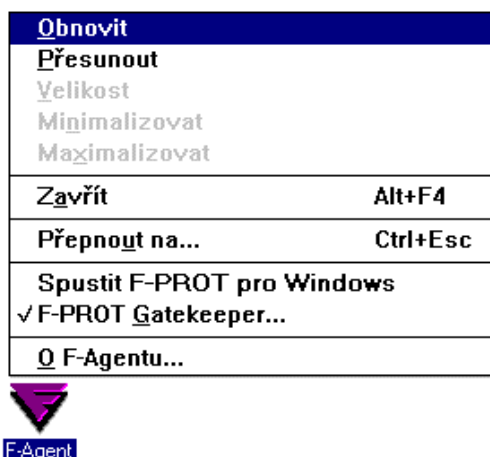 Obnovit
Přesunout
Velikost
Minimalizovat
Maximalizovat
Zavřít Alt+F4
Přepnout na... Ctrl+Esc
Spustit F-PROT pro Windows
✓ F-PROT Gatekeeper...
O F-Agentu...
F-Agent